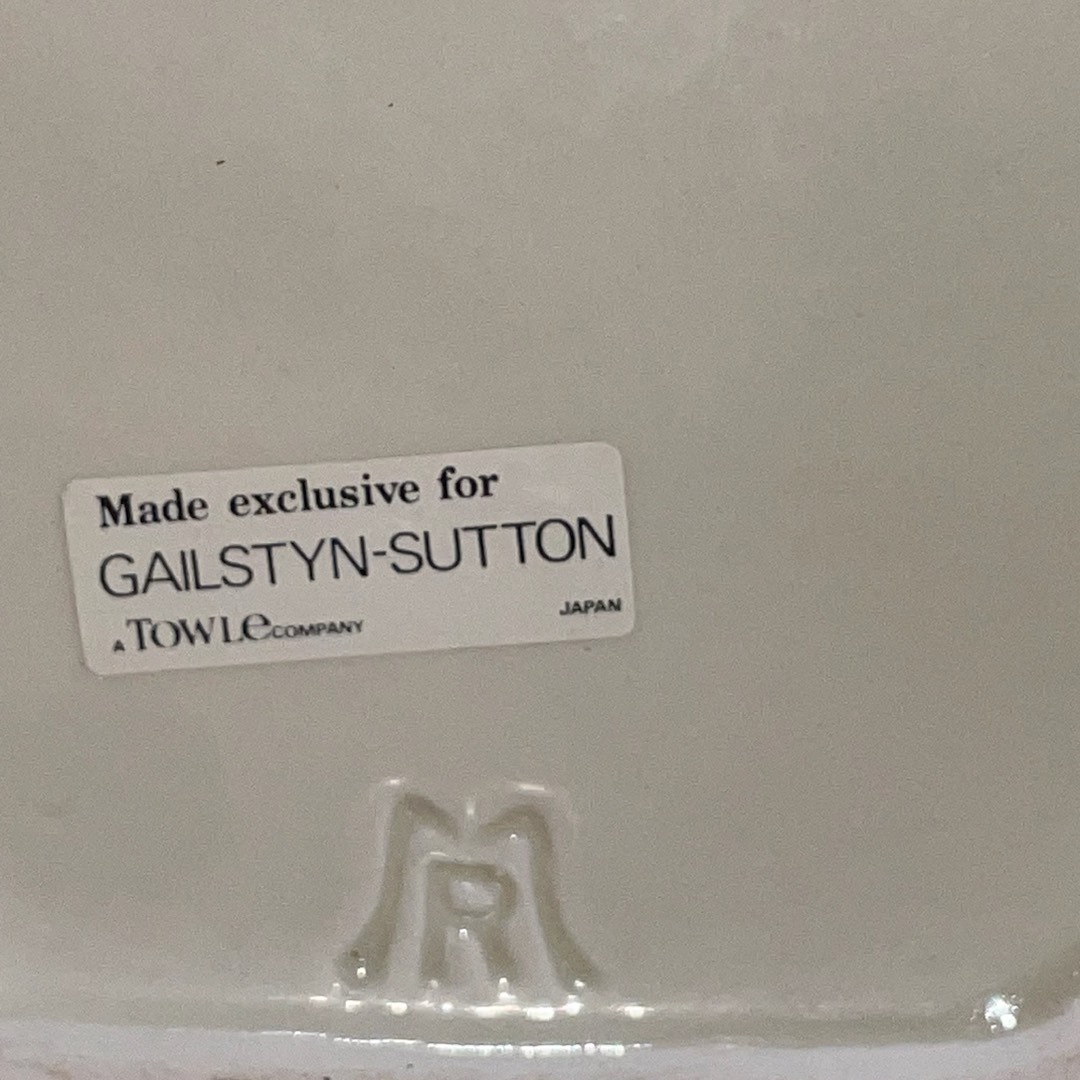 Made exclusive for
GAILSTYN-SUTTON
A TOWLe COMPANY JAPAN
R